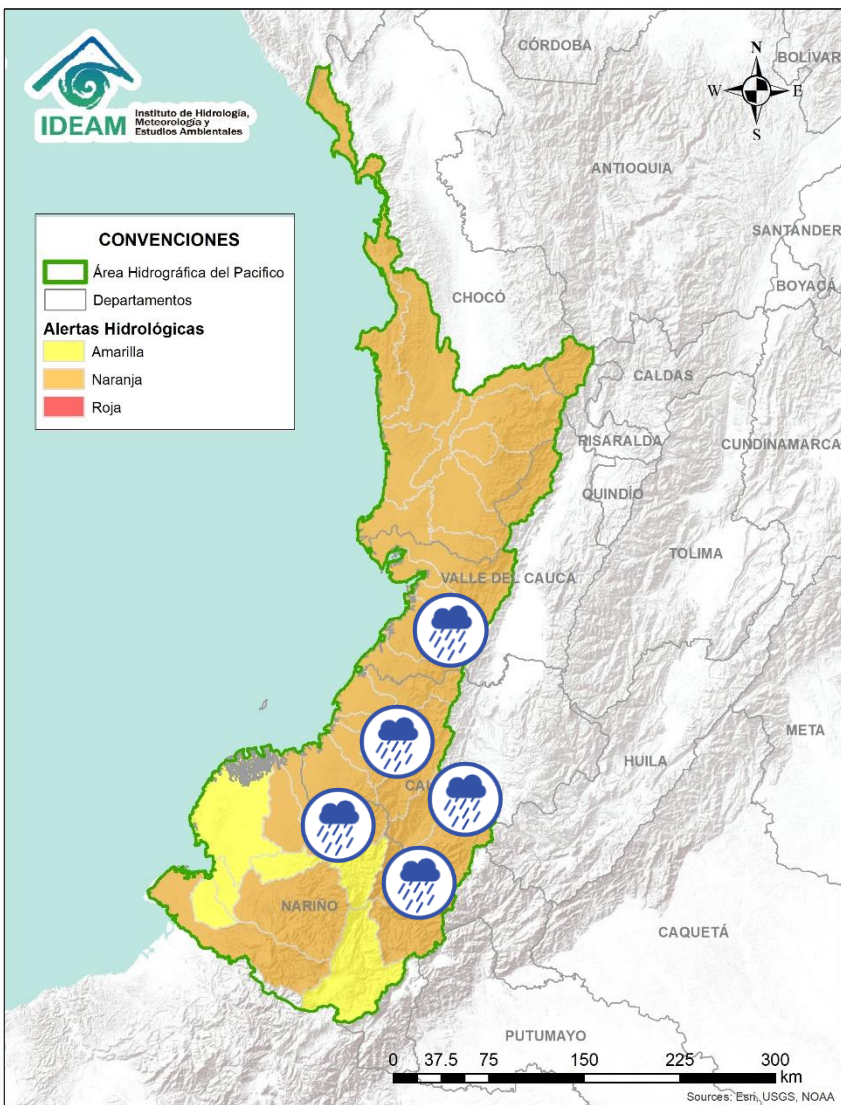 IDEAM
Instituto de Hidrología,
Meteorología y
Estudios Ambientales
CÓRDOBA
BOLÍVAR
N
W
E
S
ANTIOQUIA
SANTANDER
BOYACÁ
CONVENCIONES
Área Hidrográfica del Pacifico
Departamentos
Alertas Hidrológicas
Amarilla
Naranja
Roja
CHOCÓ
CALDAS
RISARALDA
CUNDINAMARCA
QUINDÍO
TOLIMA
VALLE DEL CAUCA
META
HUILA
NARIÑO
CAQUETÁ
PUTUMAYO
0 37.5 75 150 225 300
km
Sources: Esri, USGS, NOAA